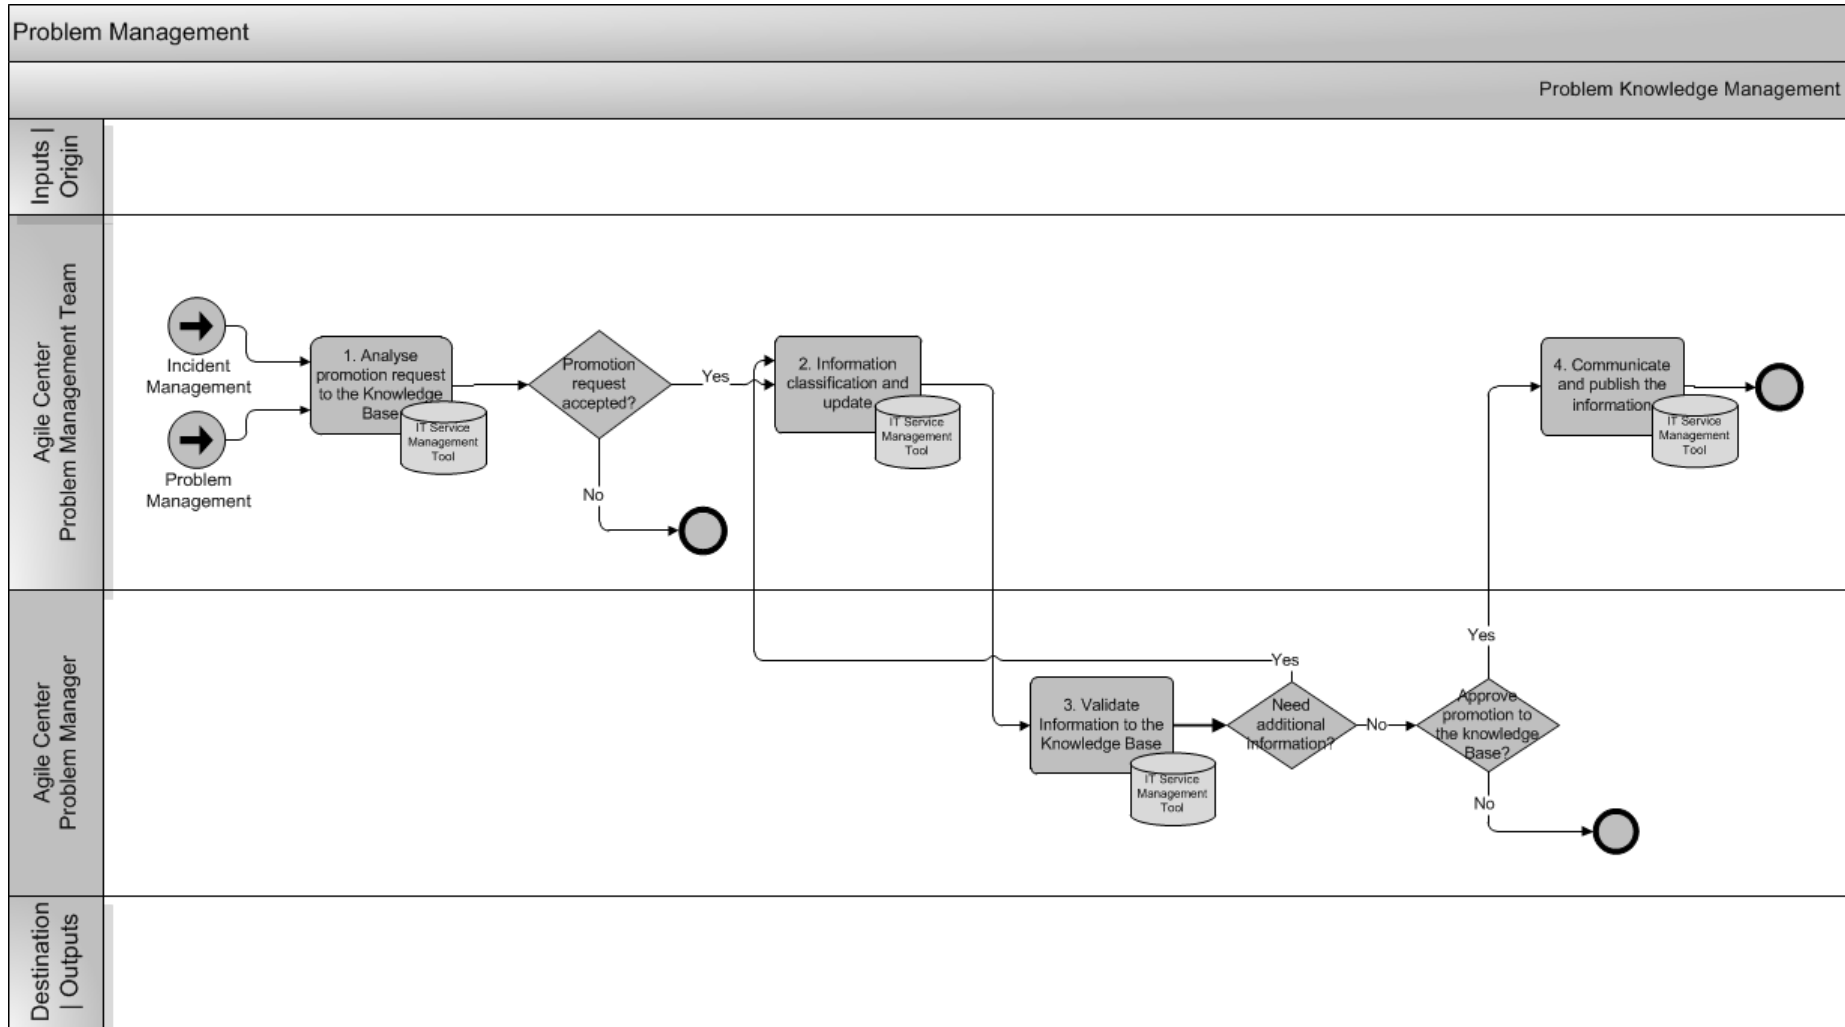 Problem Management
Problem Knowledge Management
Inputs |
Origin
Agile Center
Problem Management Team
Incident
Management
Problem
Management
1. Analyse
promotion request
to the Knowledge
Base
IT Service
Management
Tool
Promotion
request
accepted?
Yes
No
2. Information
classification and
update
IT Service
Management
Tool
4. Communicate
and publish the
information
IT Service
Management
Tool
Agile Center
Problem Manager
3. Validate
Information to the
Knowledge Base
IT Service
Management
Tool
Yes
Need
additional
information?
No
Yes
Approve
promotion to
the knowledge
Base?
No
Destination
| Outputs